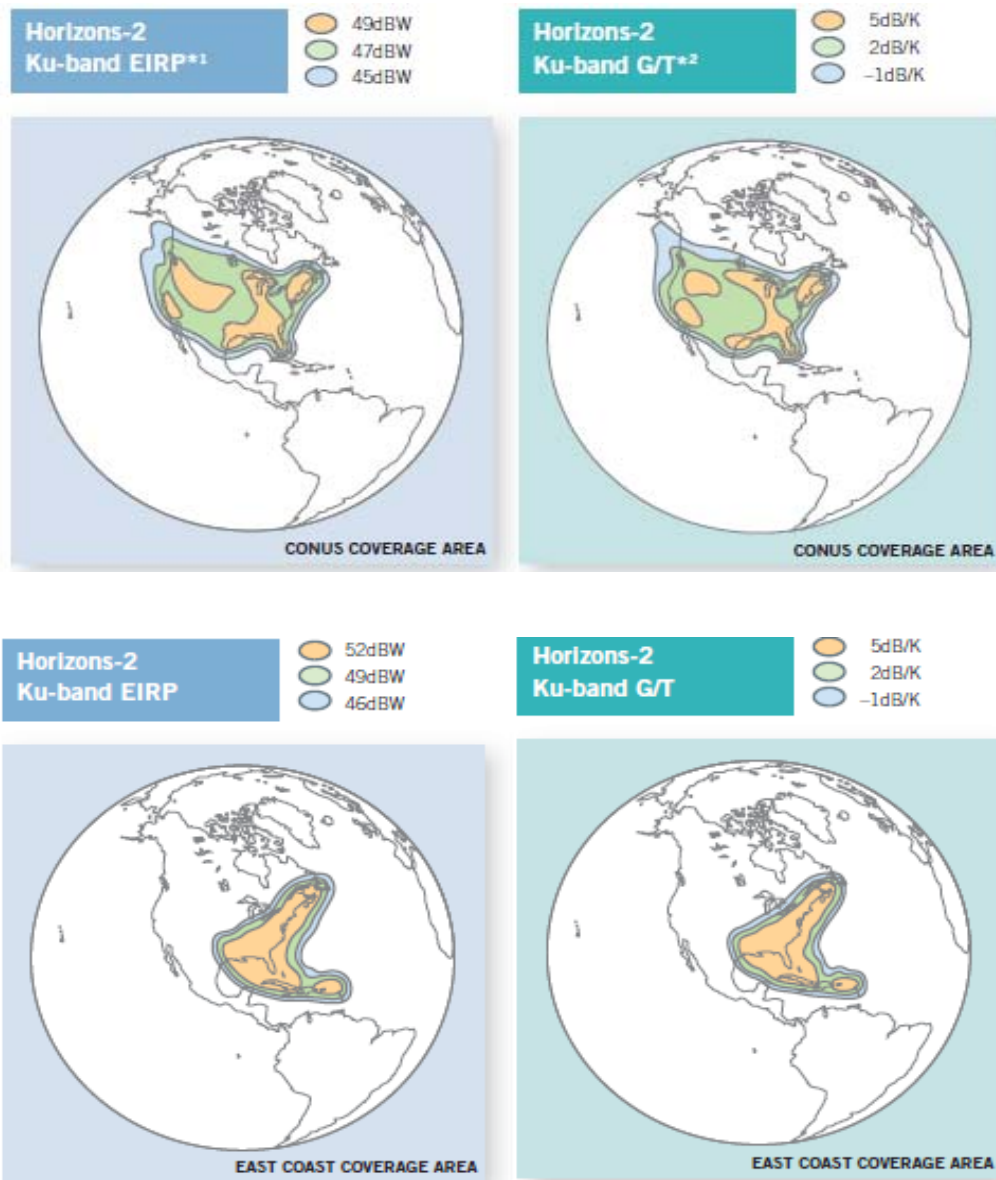 Horizons-2
Ku-band EIRP*1
49dBW
47dBW
45dBW
Horizons-2
Ku-band G/T*2
5dB/K
2dB/K
–1dB/K
CONUS COVERAGE AREA
CONUS COVERAGE AREA
Horizons-2
Ku-band EIRP
52dBW
49dBW
46dBW
Horizons-2
Ku-band G/T
5dB/K
2dB/K
–1dB/K
EAST COAST COVERAGE AREA
EAST COAST COVERAGE AREA